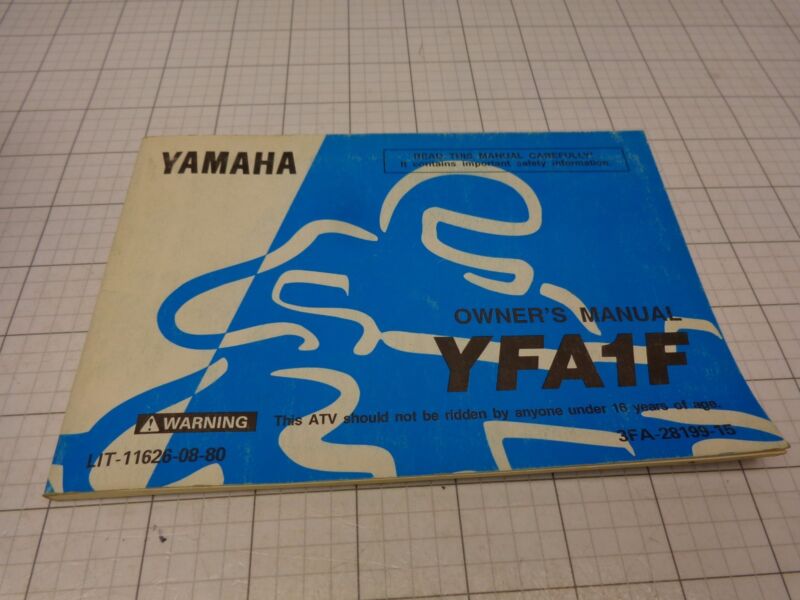 YAMAHA
READ THIS MANUAL CAREFULLY!
It contains important safety information.
OWNER'S MANUAL
YFA1F
WARNING This ATV should not be ridden by anyone under 16 years of age.
LIT-11626-08-80
3FA-28199-15